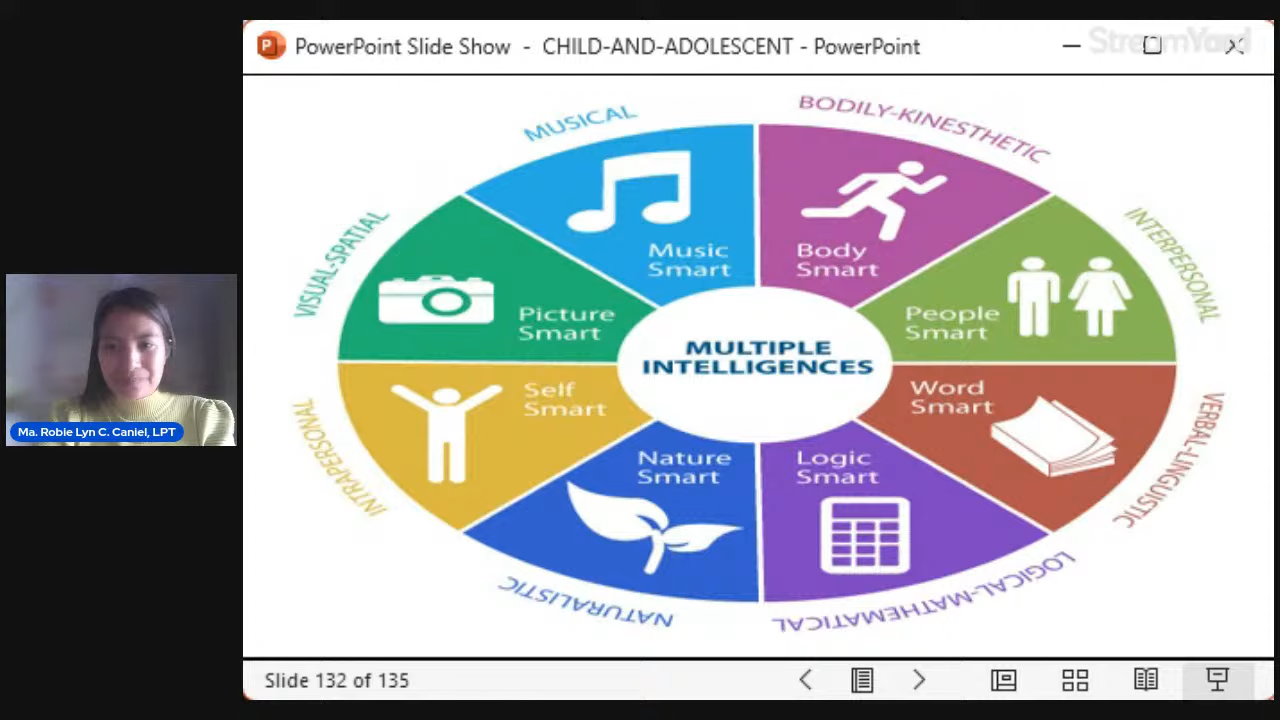 PowerPoint Slide Show - CHILD-AND-ADOLESCENT - PowerPoint
StreamYard
MUSICAL
BODILY-KINESTHETIC
VISUAL-SPATIAL
INTERPERSONAL
Music
Smart
Body
Smart
Picture
Smart
People
Smart
MULTIPLE
INTELLIGENCES
Self
Smart
Word
Smart
Nature
Smart
Logic
Smart
INTRAPERSONAL
VERBAL-LINGUISTIC
NATURALISTIC
LOGICAL-MATHEMATICAL
Ma. Robie Lyn C. Caniel, LPT
Slide 132 of 135